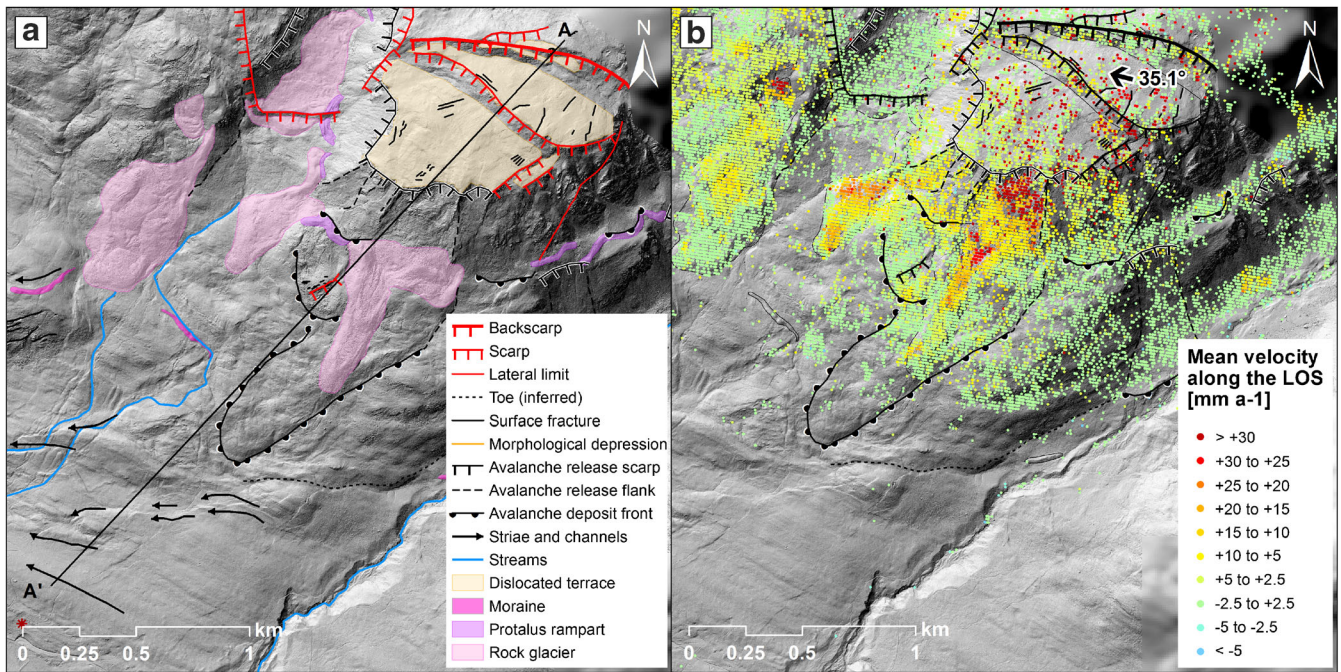 a
A
N
A'
0 0.25 0.5 1
km
Backscarp
Scarp
Lateral limit
Toe (inferred)
Surface fracture
Morphological depression
Avalanche release scarp
Avalanche release flank
Avalanche deposit front
Striae and channels
Streams
Dislocated terrace
Moraine
Protalus rampart
Rock glacier
b
N
35.1°
0 0.25 0.5 1
km
Mean velocity
along the LOS
[mm a-1]
> +30
+30 to +25
+25 to +20
+20 to +15
+15 to +10
+10 to +5
+5 to +2.5
-2.5 to +2.5
-5 to -2.5
< -5